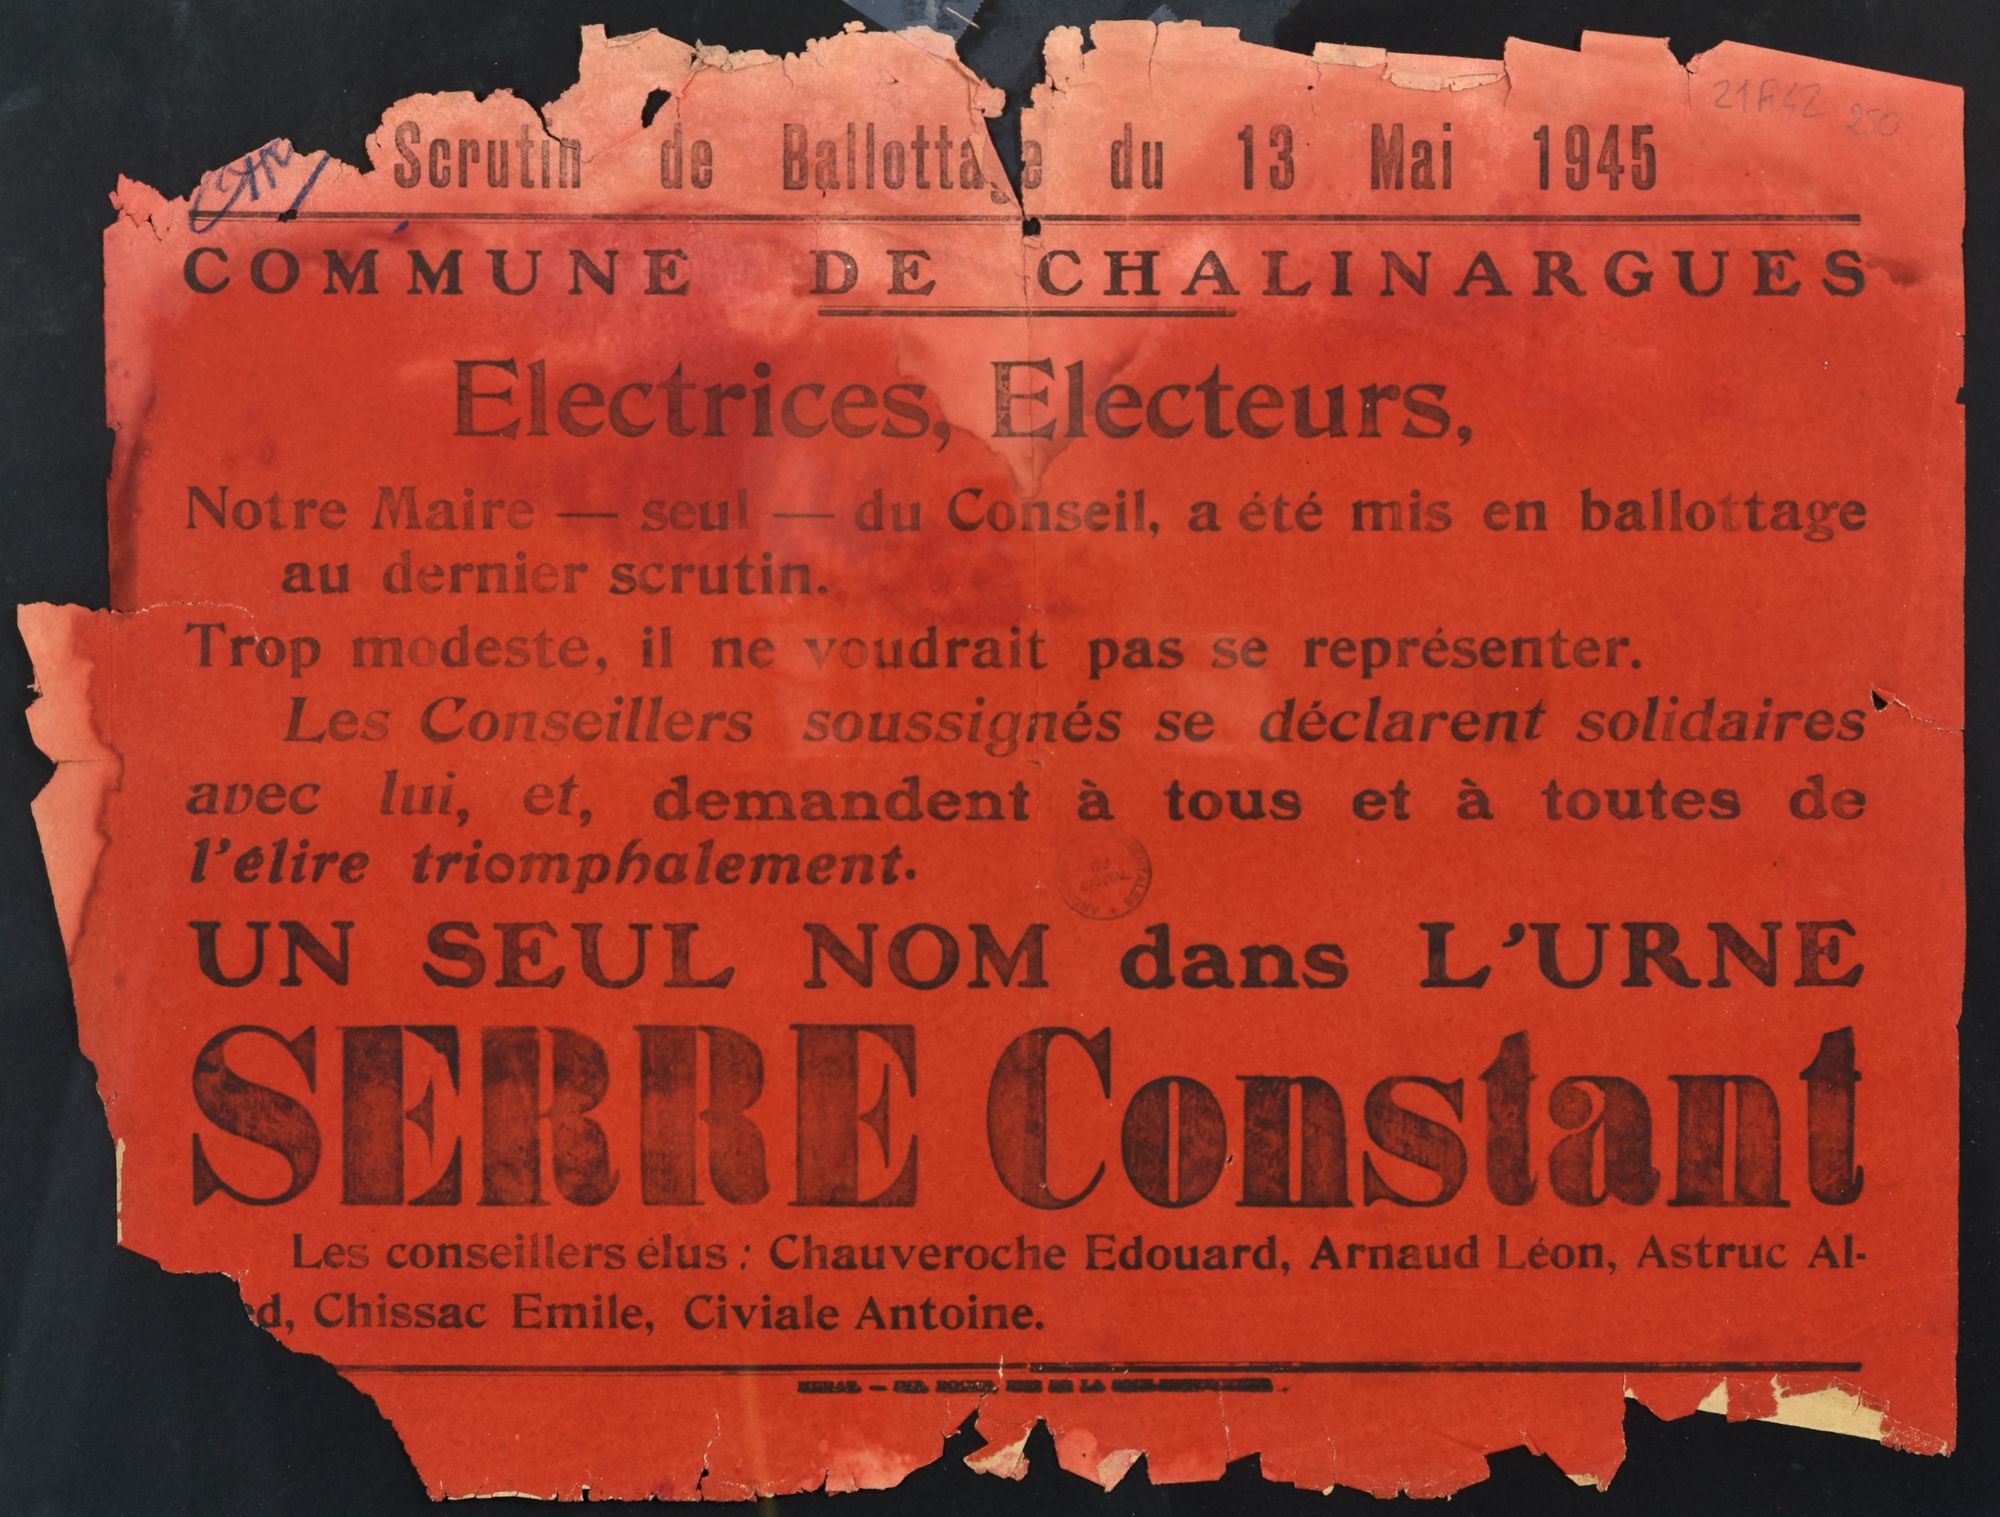 21Fi42 250
Scrutin de Ballottage du 13 Mai 1945
COMMUNE DE CHALINARGUES
Electrices, Electeurs,
Notre Maire — seul — du Conseil, a été mis en ballottage
au dernier scrutin.
Trop modeste, il ne voudrait pas se représenter.
Les Conseillers soussignés se déclarent solidaires
avec lui, et, demandent à tous et à toutes de
l'élire triomphalement.
UN SEUL NOM dans L'URNE
SERRE Constant
Les conseillers élus : Chauveroche Edouard, Arnaud Léon, Astruc Al-
ed, Chissac Emile, Civiale Antoine.